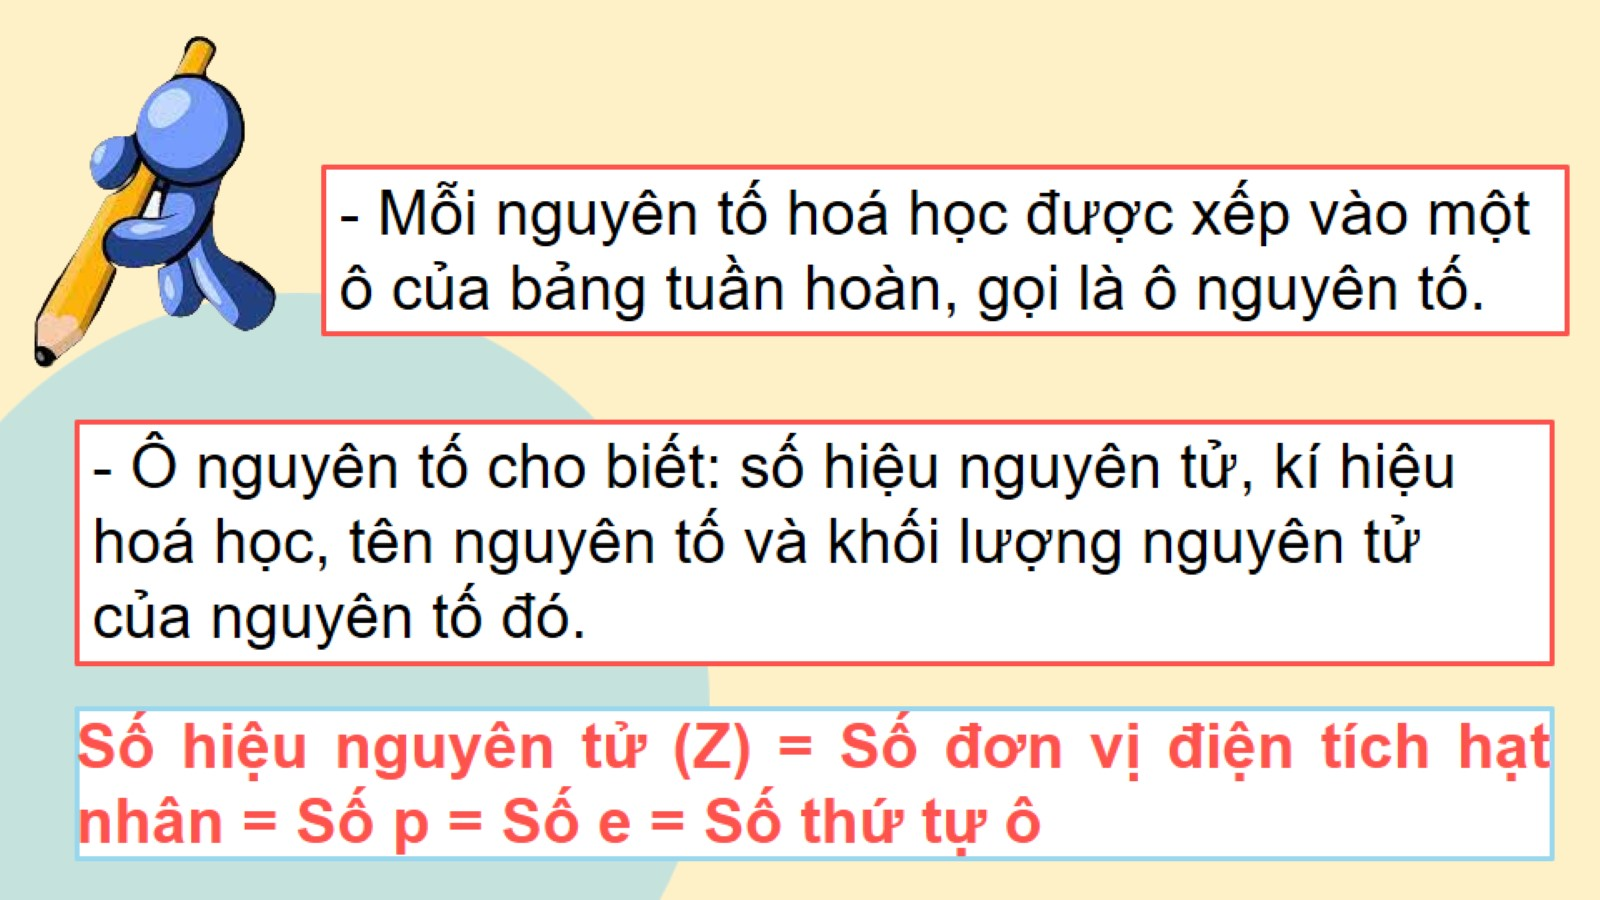 - Mỗi nguyên tố hoá học được xếp vào một
ô của bảng tuần hoàn, gọi là ô nguyên tố.
- Ô nguyên tố cho biết: số hiệu nguyên tử, kí hiệu
hoá học, tên nguyên tố và khối lượng nguyên tử
của nguyên tố đó.
Số hiệu nguyên tử (Z) = Số đơn vị điện tích hạt
nhân = Số p = Số e = Số thứ tự ô